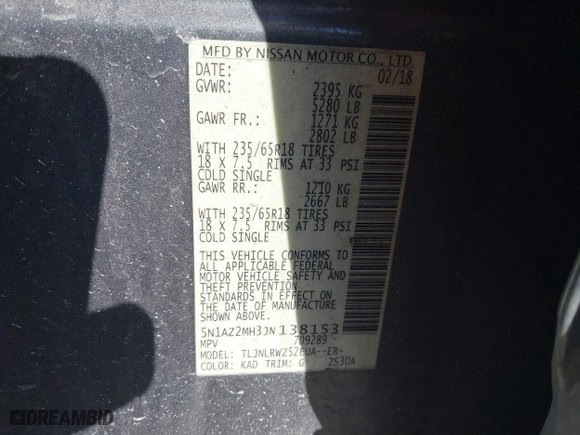 MFD BY NISSAN MOTOR CO., LTD.
DATE: 02/18
GVWR: 2395 KG
5280 LB
GAWR FR.: 1271 KG
2802 LB
WITH 235/65R18 TIRES
18 X 7.5 RIMS AT 33 PSI
COLD SINGLE
GAWR RR.: 1210 KG
2667 LB
WITH 235/65R18 TIRES
18 X 7.5 RIMS AT 33 PSI
COLD SINGLE
THIS VEHICLE CONFORMS TO
ALL APPLICABLE FEDERAL
MOTOR VEHICLE SAFETY AND
THEFT PREVENTION
STANDARDS IN EFFECT ON
THE DATE OF MANUFACTURE
SHOWN ABOVE.
5N1AZ2MH3JN138153
MPV 709289
MODEL: TLJNLRWZ52EUA--ER-
COLOR: KAD TRIM: G ZS30A
DREAMBID